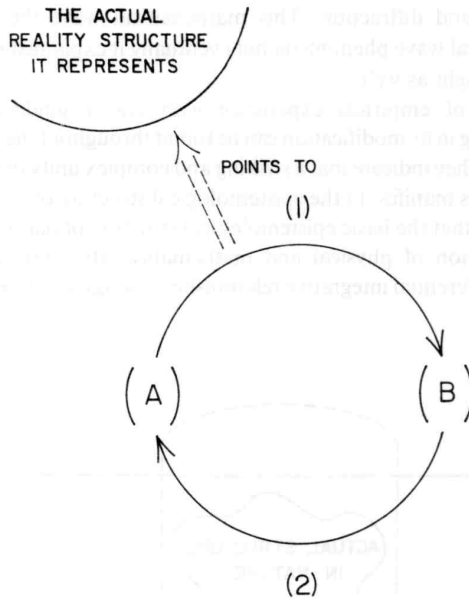 THE ACTUAL
REALITY STRUCTURE
IT REPRESENTS
POINTS TO
(1)
(A)
(B)
(2)